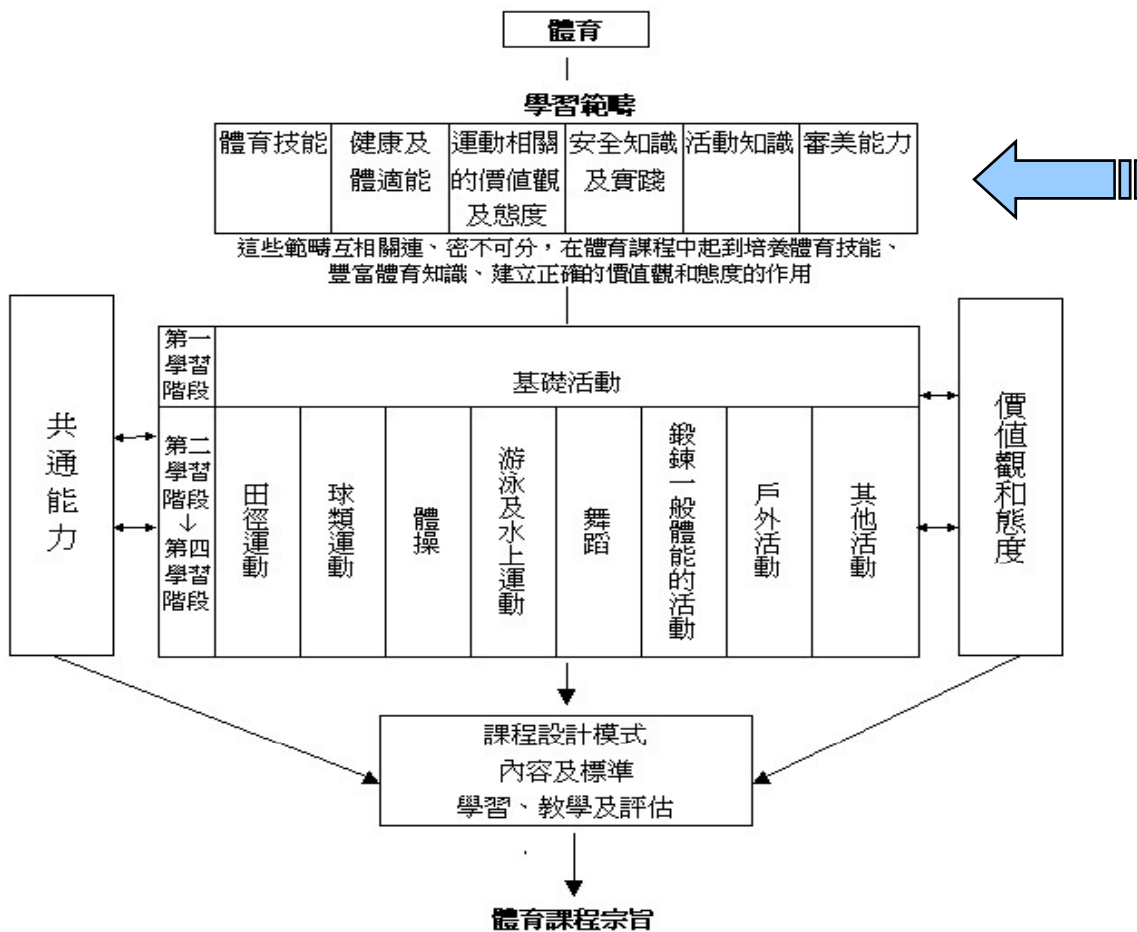 體育
學習範疇
體育技能
健康及
體適能
運動相關
的價值觀
及態度
安全知識
及實踐
活動知識
審美能力
這些範疇互相關連、密不可分，在體育課程中起到培養體育技能、
豐富體育知識、建立正確的價值觀和態度的作用
共通能力
第一
學習
階段
基礎活動
第二
學習
階段
↓
第四
學習
階段
田徑運動
球類運動
體操
游泳及水上運動
舞蹈
鍛鍊一般體能的活動
戶外活動
其他活動
價值觀和態度
課程設計模式
內容及標準
學習、教學及評估
體育課程宗旨